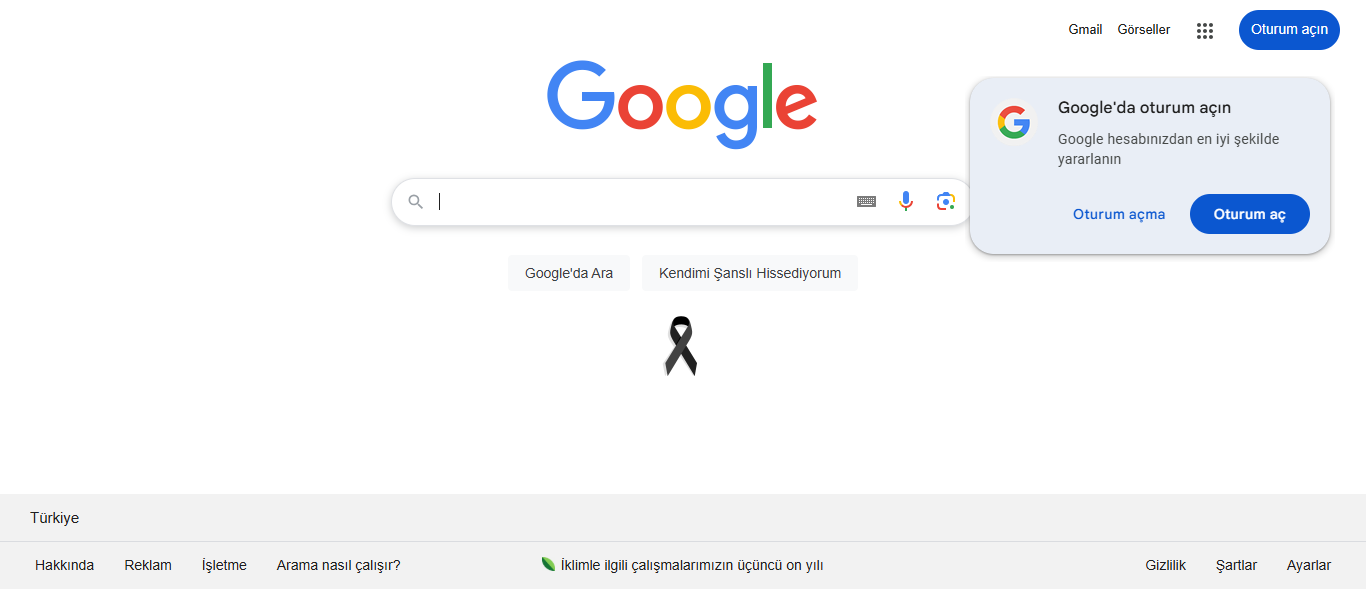 Gmail Görseller Oturum açın
Google
Google'da oturum açın
Google hesabınızdan en iyi şekilde
yararlanın
Oturum açma Oturum aç
Google'da Ara Kendimi Şanslı Hissediyorum
Türkiye
Hakkında Reklam İşletme Arama nasıl çalışır? İklimle ilgili çalışmalarımızın üçüncü on yılı Gizlilik Şartlar Ayarlar